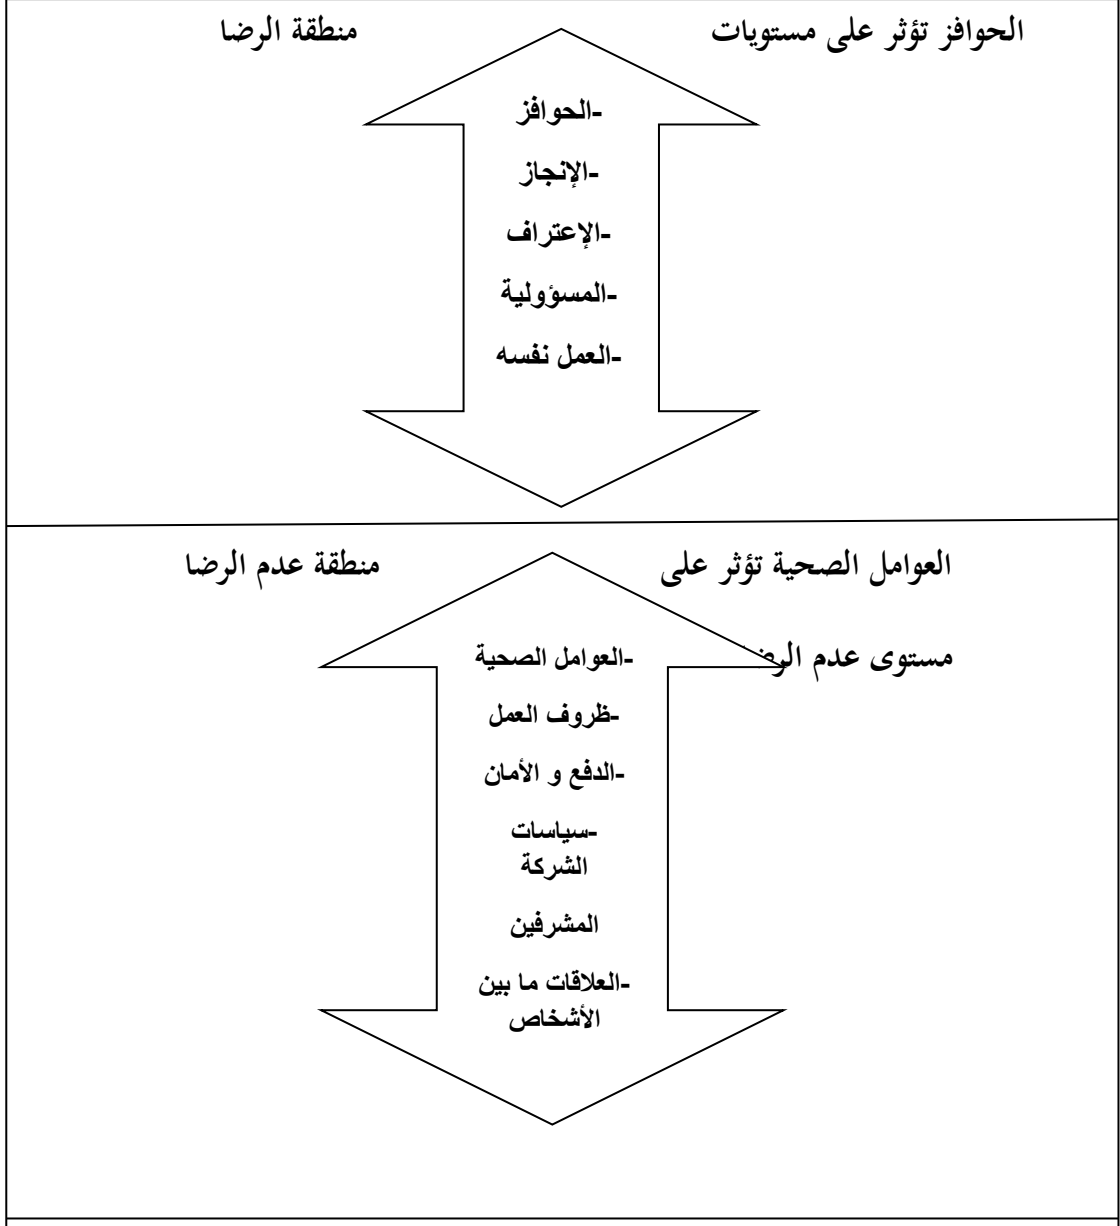 الحوافز تؤثر على مستويات
منطقة الرضا
-الحوافز
-الإنجاز
-الإعتراف
-المسؤولية
-العمل نفسه
العوامل الصحية تؤثر على
منطقة عدم الرضا
مستوى عدم الرضا
-العوامل الصحية
-ظروف العمل
-الدفع و الأمان
-سياسات
الشركة
المشرفين
-العلاقات ما بين
الأشخاص